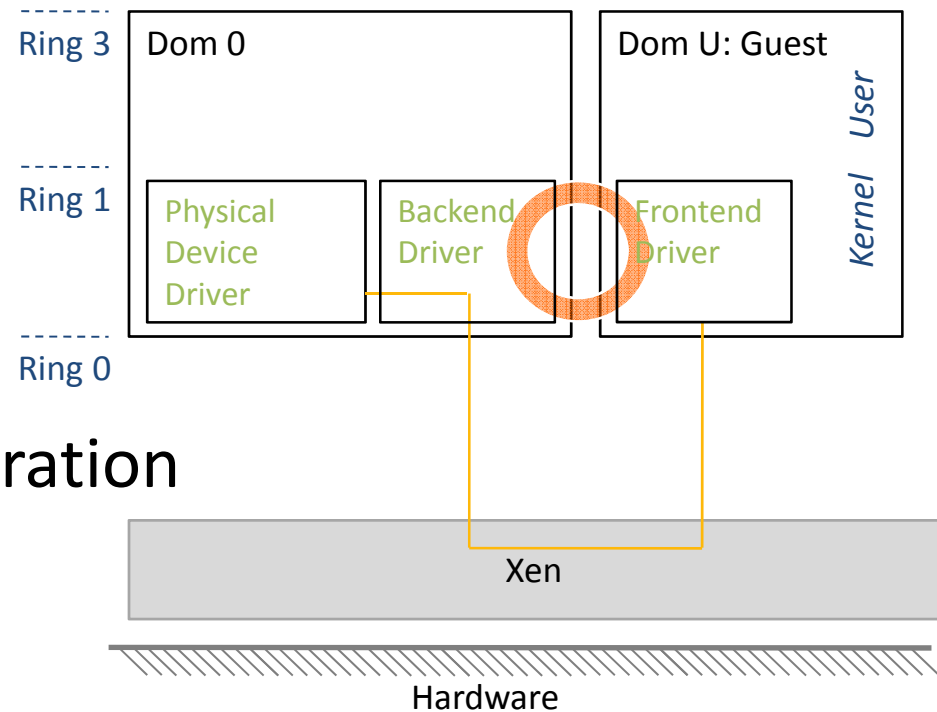 Ring 3
Dom 0
Dom U: Guest
User
Kernel
Ring 1
Physical
Device
Driver
Backend
Driver
Frontend
Driver
Ring 0
ration
Xen
Hardware